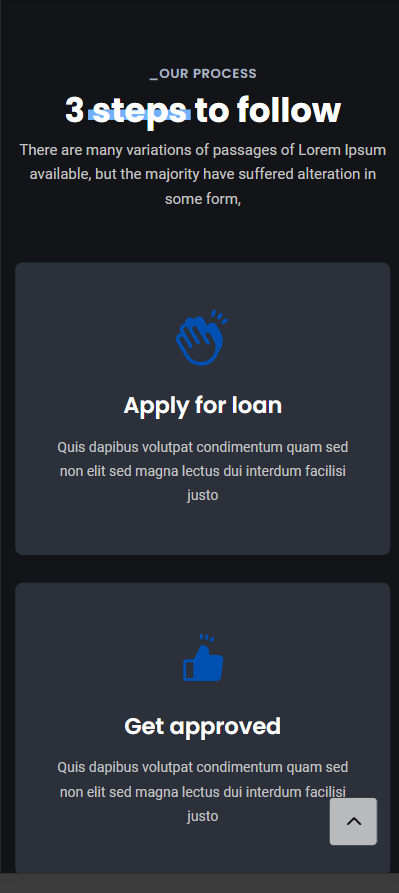 _OUR PROCESS
3 steps to follow
There are many variations of passages of Lorem Ipsum
available, but the majority have suffered alteration in
some form,
Apply for loan
Quis dapibus volutpat condimentum quam sed
non elit sed magna lectus dui interdum facilisi
justo
Get approved
Quis dapibus volutpat condimentum quam sed
non elit sed magna lectus dui interdum facilisi
justo